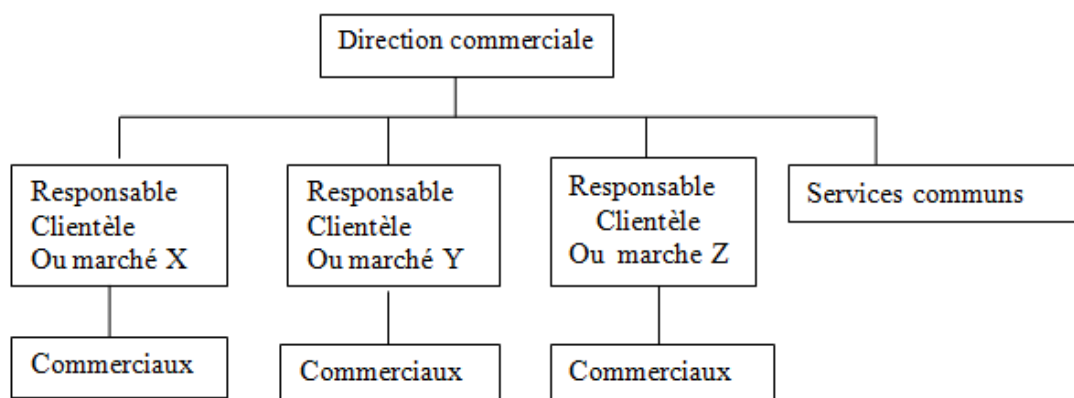 Direction commerciale
Responsable
Clientèle
Ou marché X
Responsable
Clientèle
Ou marché Y
Responsable
Clientèle
Ou marche Z
Services communs
Commerciaux
Commerciaux
Commerciaux